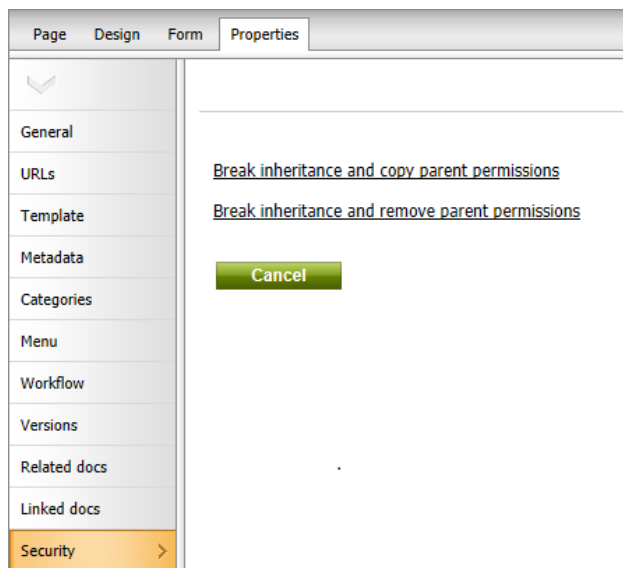 Page Design Form Properties
General
URLs
Template
Metadata
Categories
Menu
Workflow
Versions
Related docs
Linked docs
Security
Break inheritance and copy parent permissions
Break inheritance and remove parent permissions
Cancel